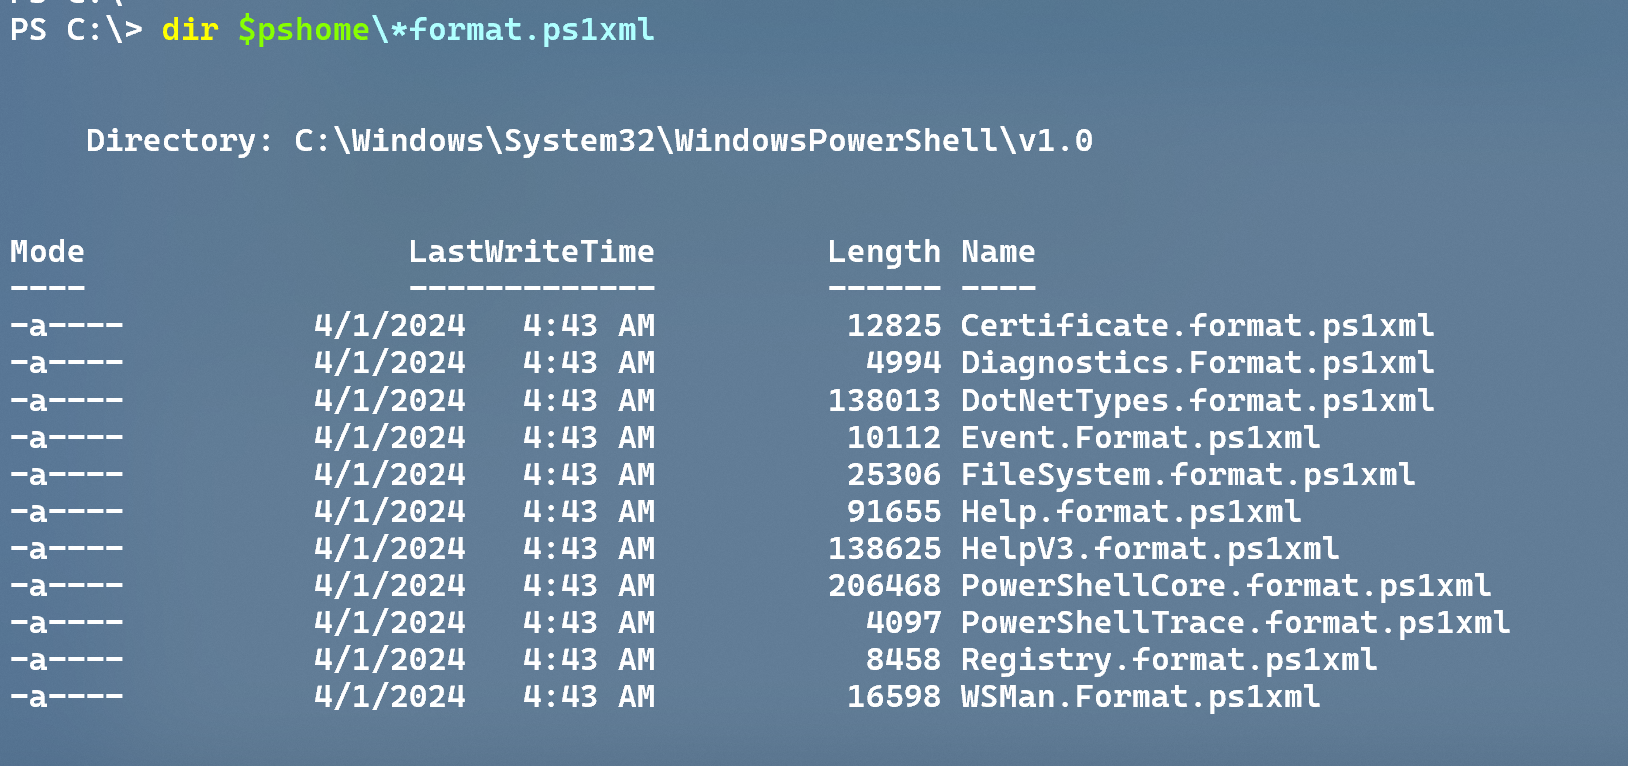 PS C:\> dir $pshome\*format.ps1xml
Directory: C:\Windows\System32\WindowsPowerShell\v1.0
Mode                 LastWriteTime         Length Name
----                 -------------         ------ ----
-a----          4/1/2024   4:43 AM          12825 Certificate.format.ps1xml
-a----          4/1/2024   4:43 AM           4994 Diagnostics.Format.ps1xml
-a----          4/1/2024   4:43 AM         138013 DotNetTypes.format.ps1xml
-a----          4/1/2024   4:43 AM          10112 Event.Format.ps1xml
-a----          4/1/2024   4:43 AM          25306 FileSystem.format.ps1xml
-a----          4/1/2024   4:43 AM          91655 Help.format.ps1xml
-a----          4/1/2024   4:43 AM         138625 HelpV3.format.ps1xml
-a----          4/1/2024   4:43 AM         206468 PowerShellCore.format.ps1xml
-a----          4/1/2024   4:43 AM           4097 PowerShellTrace.format.ps1xml
-a----          4/1/2024   4:43 AM           8458 Registry.format.ps1xml
-a----          4/1/2024   4:43 AM          16598 WSMan.Format.ps1xml